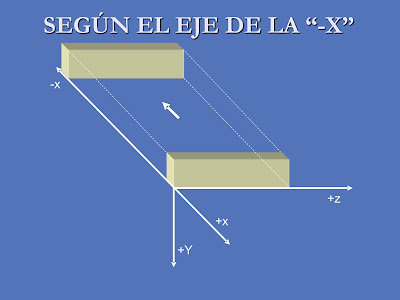 SEGÚN EL EJE DE LA “-X”
-x
+z
+x
+Y